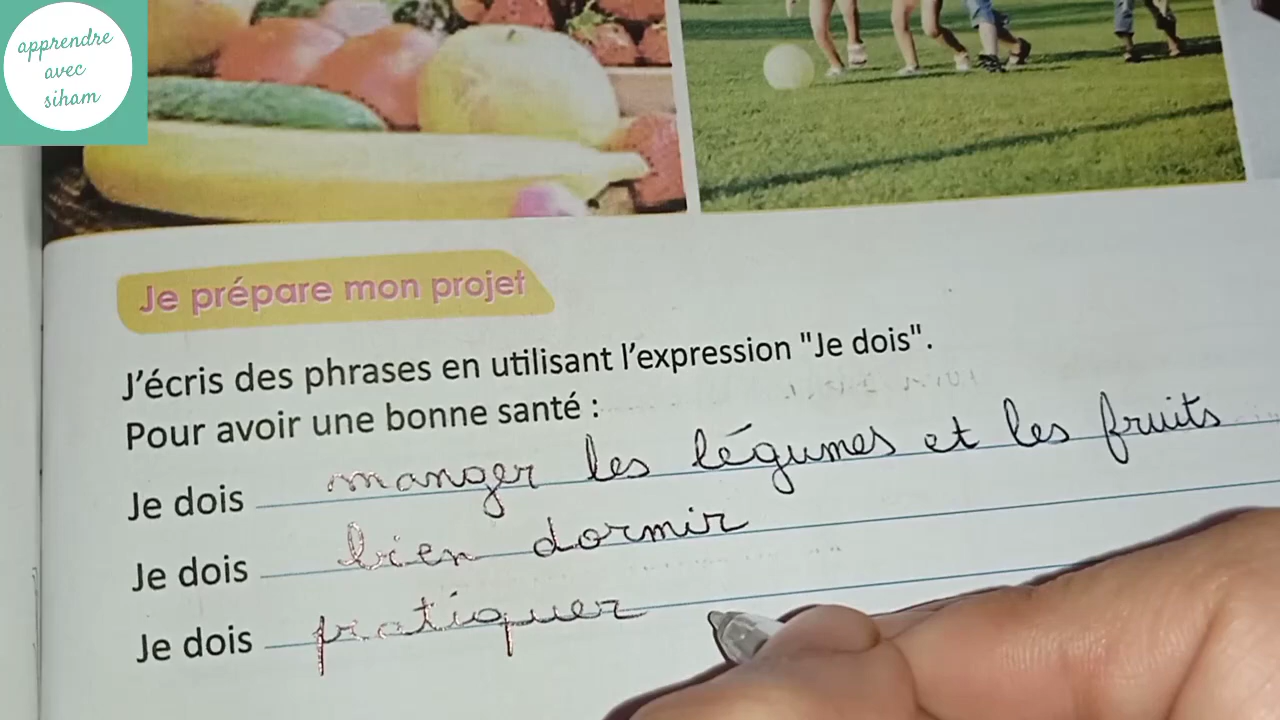 apprendre
avec
siham
Je prépare mon projet
J'écris des phrases en utilisant l'expression "Je dois".
Pour avoir une bonne santé :
Je dois manger les légumes et les fruits
Je dois bien dormir
Je dois pratiquer